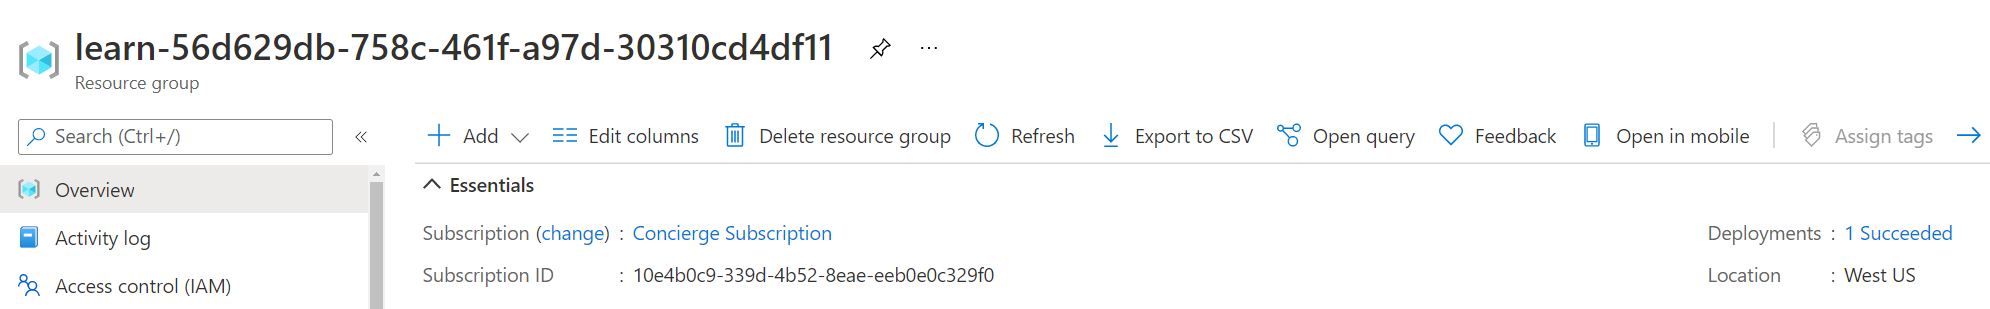 learn-56d629db-758c-461f-a97d-30310cd4df11 ...
Resource group
Search (Ctrl+/) «
Add Edit columns Delete resource group Refresh Export to CSV Open query Feedback Open in mobile Assign tags
Overview
Activity log
Access control (IAM)
Essentials
Subscription (change) : Concierge Subscription
Subscription ID : 10e4b0c9-339d-4b52-8eae-eeb0e0c329f0
Deployments : 1 Succeeded
Location : West US